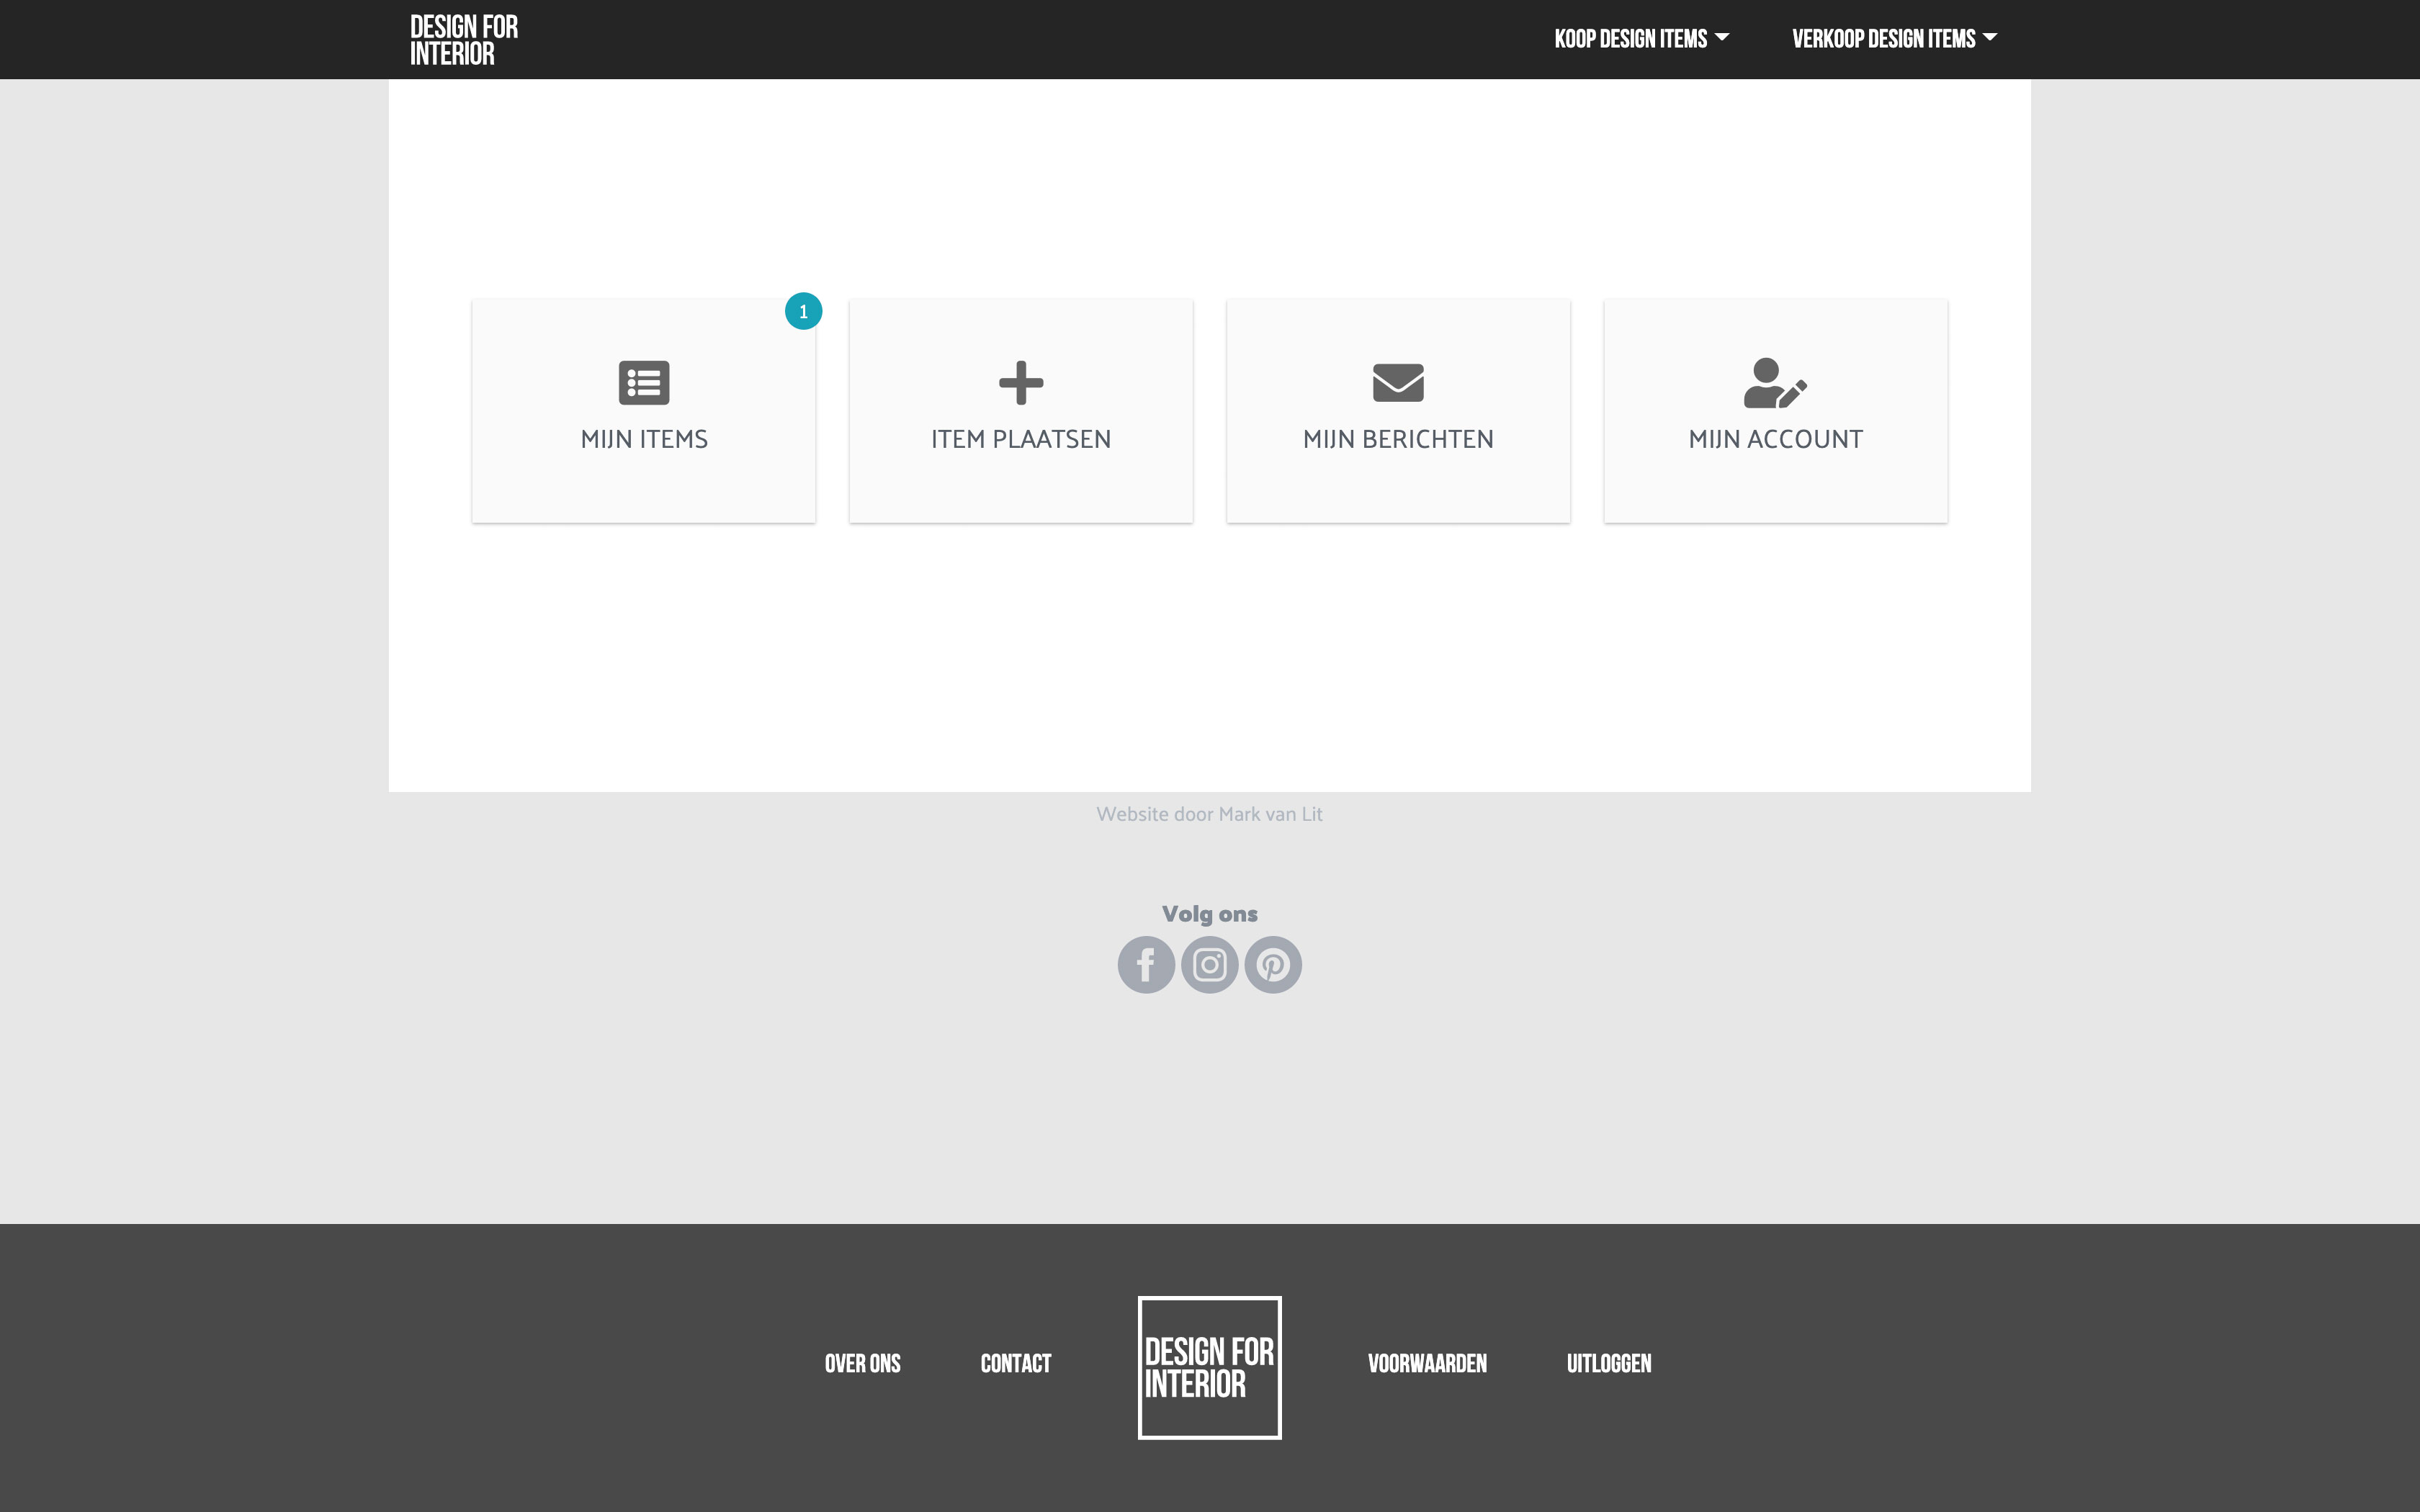 DESIGN FOR
INTERIOR
KOOP DESIGN ITEMS
VERKOOP DESIGN ITEMS
1
MIJN ITEMS
ITEM PLAATSEN
MIJN BERICHTEN
MIJN ACCOUNT
Website door Mark van Lit
Volg ons
OVER ONS
CONTACT
DESIGN FOR
INTERIOR
VOORWAARDEN
UITLOGGEN